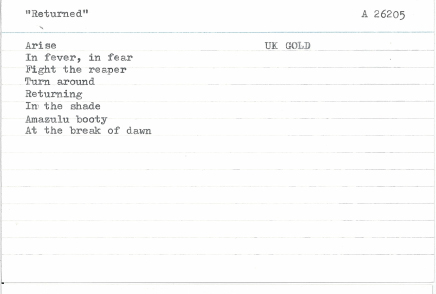 "Returned" A 26205
Arise UK GOLD
In fever, in fear
Fight the reaper
Turn around
Returning
In the shade
Amazulu booty
At the break of dawn